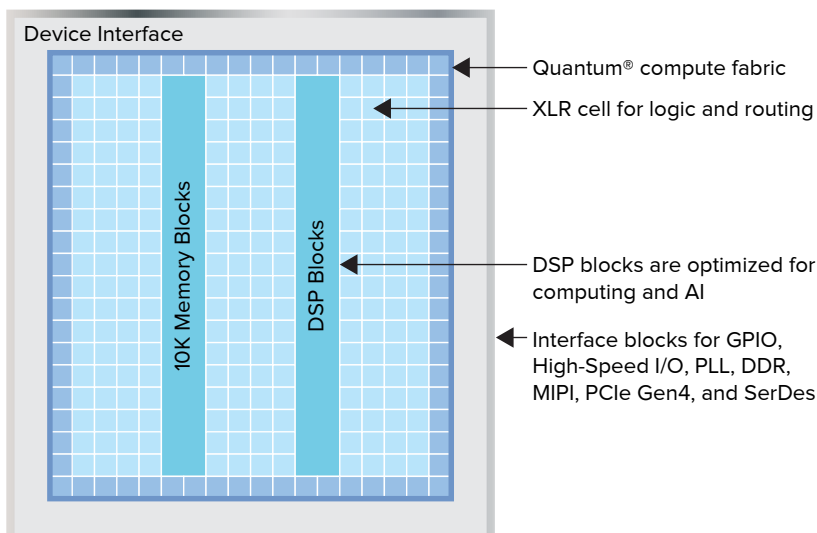 Device Interface
Quantum® compute fabric
XLR cell for logic and routing
10K Memory Blocks
DSP Blocks
DSP blocks are optimized for
computing and AI
Interface blocks for GPIO,
High-Speed I/O, PLL, DDR,
MIPI, PCIe Gen4, and SerDes